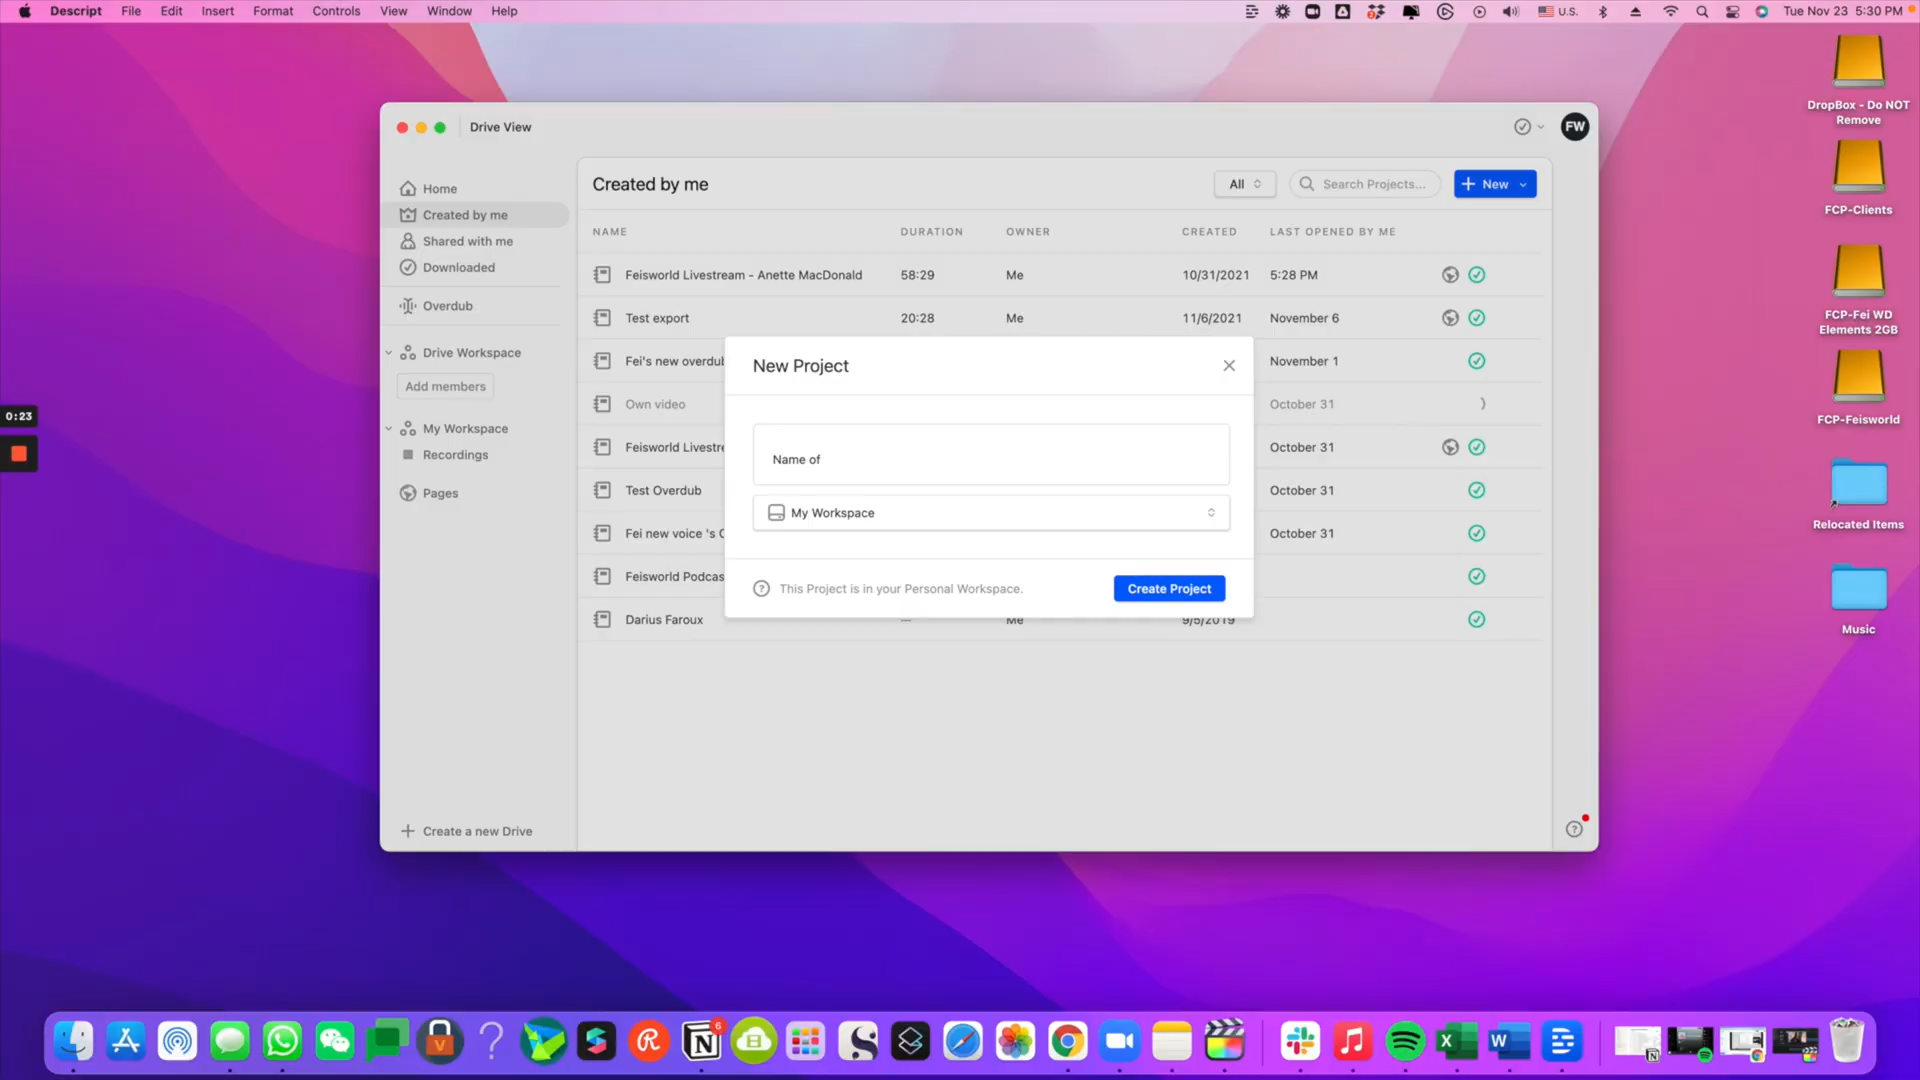 Descript File Edit Insert Format Controls View Window Help
U.S. Tue Nov 23 5:30 PM
Drive View
FW
Home
Created by me
Shared with me
Downloaded
Overdub
Drive Workspace
Add members
My Workspace
Recordings
Pages
Create a new Drive
Created by me
All
Search Projects...
New
NAME DURATION OWNER CREATED LAST OPENED BY ME
Feisworld Livestream - Anette MacDonald 58:29 Me 10/31/2021 5:28 PM
Test export 20:28 Me 11/6/2021 November 6
Fei's new overdub November 1
Own video October 31
Feisworld Livestre October 31
Test Overdub October 31
Fei new voice 's October 31
Feisworld Podcas
Darius Faroux — Me 9/5/2019
New Project
Name of
My Workspace
This Project is in your Personal Workspace.
Create Project
0:23
DropBox - Do NOT
Remove
FCP-Clients
FCP-Fei WD
Elements 2GB
FCP-Feisworld
Relocated Items
Music
6